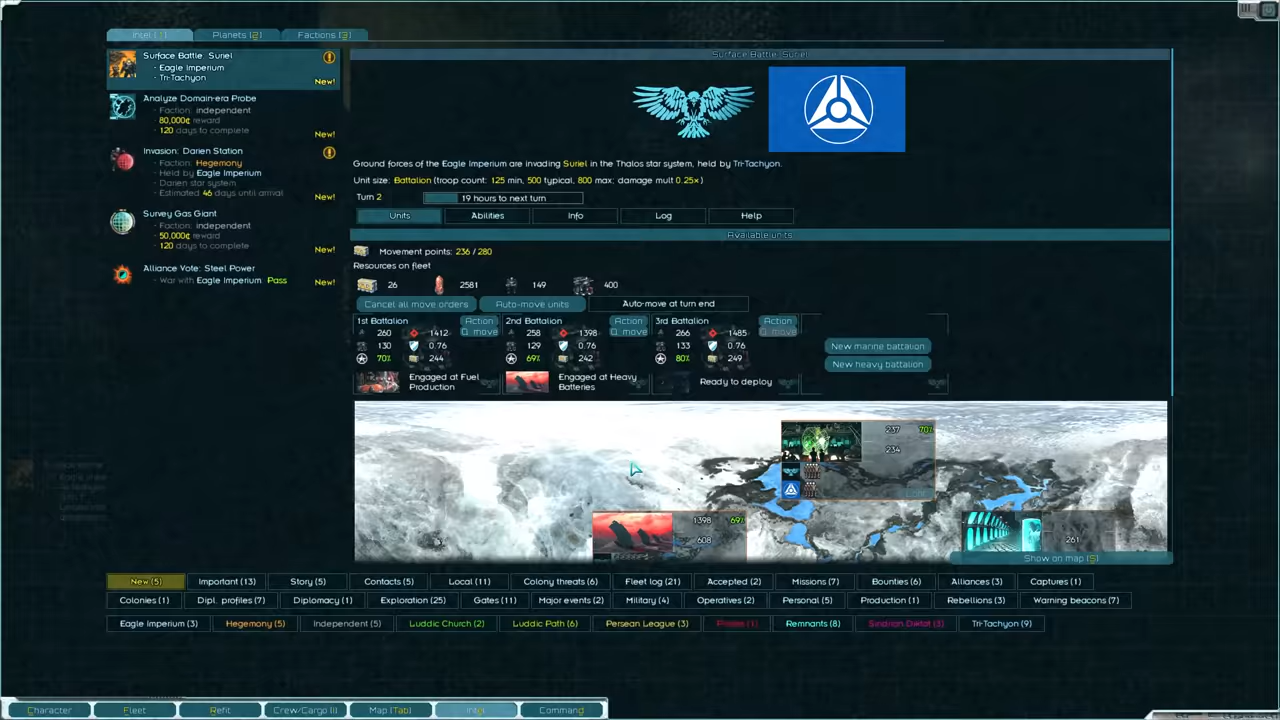 Intel [1]
Planets [2]
Factions [3]
Surface Battle: Suriel
- Eagle Imperium
- Tri-Tachyon
New!
Analyze Domain-era Probe
- Faction: independent
- 80,000¢ reward
- 120 days to complete
New!
Invasion: Darien Station
- Faction: Hegemony
- Held by Eagle Imperium
- Darien star system
- Estimated 46 days until arrival
New!
Survey Gas Giant
- Faction: independent
- 50,000¢ reward
- 120 days to complete
New!
Alliance Vote: Steel Power
- War with Eagle Imperium: Pass
New!
Surface Battle: Suriel
Ground forces of the Eagle Imperium are invading Suriel in the Thalos star system, held by Tri-Tachyon.
Unit size: Battalion (troop count: 125 min, 500 typical, 800 max; damage mult 0.25×)
Turn 2
19 hours to next turn
Units
Abilities
Info
Log
Help
Available units
Movement points: 236 / 280
Resources on fleet
26 2581 149 400
Cancel all move orders
Auto-move units
Auto-move at turn end
1st Battalion
Action
260 1412
Q. move
130 0.76
70% 244
Engaged at Fuel Production
2nd Battalion
Action
258 1398
Q. move
129 0.76
69% 242
Engaged at Heavy Batteries
3rd Battalion
Action
266 1485
Q. move
133 0.76
80% 249
Ready to deploy
New marine battalion
New heavy battalion
237 70%
234
1398 69%
608
261
Show on map [S]
New (5)
Important (13)
Story (5)
Contacts (5)
Local (11)
Colony threats (6)
Fleet log (21)
Accepted (2)
Missions (7)
Bounties (6)
Alliances (3)
Captures (1)
Colonies (1)
Dipl. profiles (7)
Diplomacy (1)
Exploration (25)
Gates (11)
Major events (2)
Military (4)
Operatives (2)
Personal (5)
Production (1)
Rebellions (3)
Warning beacons (7)
Eagle Imperium (3)
Hegemony (5)
Independent (5)
Luddic Church (2)
Luddic Path (6)
Persean League (3)
Pirates (1)
Remnants (8)
Sindrian Diktat (3)
Tri-Tachyon (9)
Character
Fleet
Refit
Crew/Cargo [I]
Map [Tab]
Intel
Command